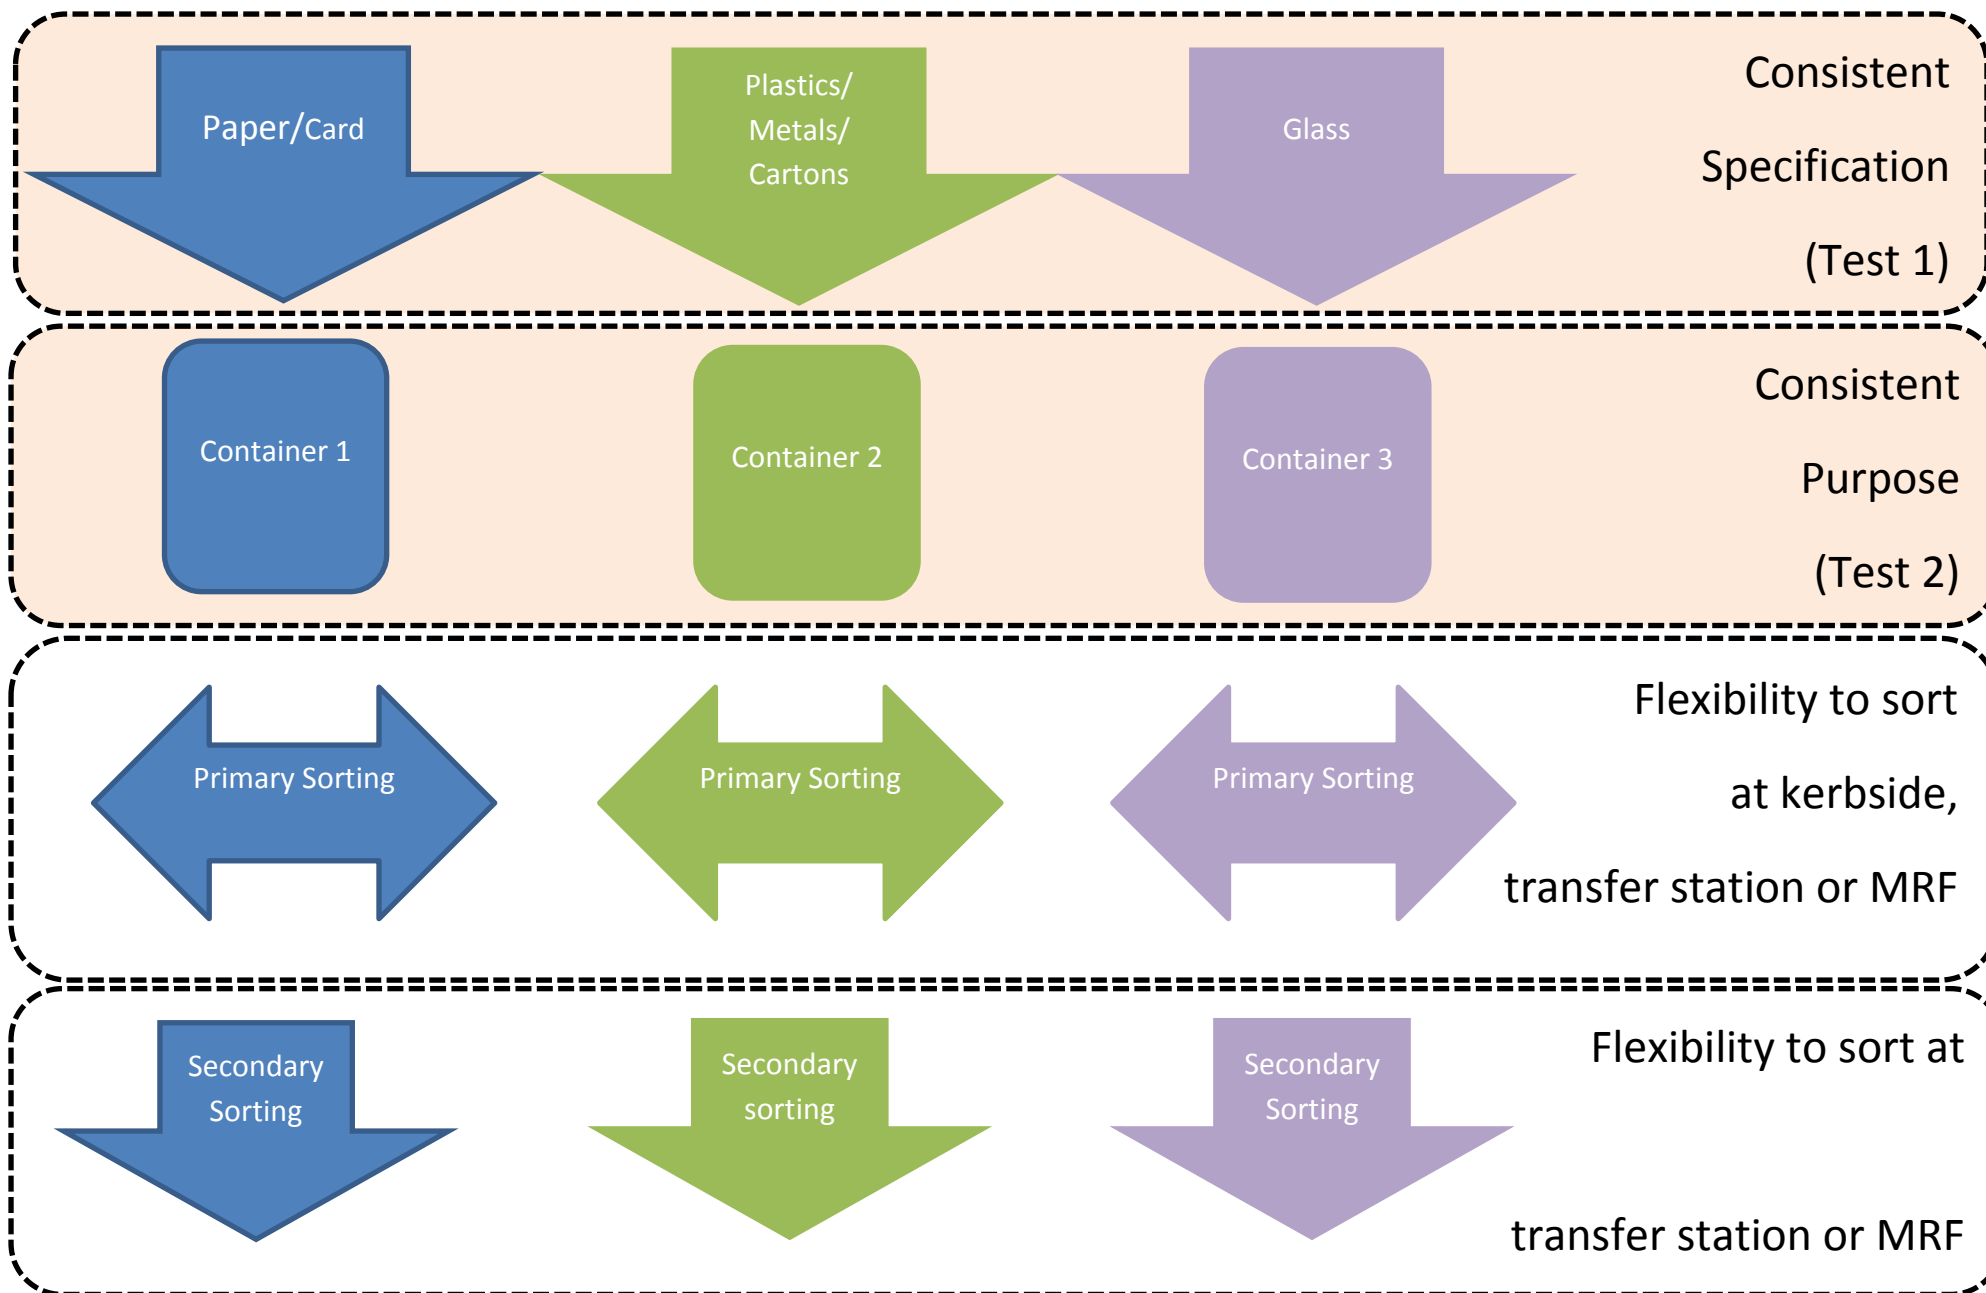 Paper/Card
Plastics/
Metals/
Cartons
Glass
Consistent
Specification
(Test 1)
Container 1
Container 2
Container 3
Consistent
Purpose
(Test 2)
Primary Sorting
Primary Sorting
Primary Sorting
Flexibility to sort
at kerbside,
transfer station or MRF
Secondary
Sorting
Secondary
sorting
Secondary
Sorting
Flexibility to sort at
transfer station or MRF